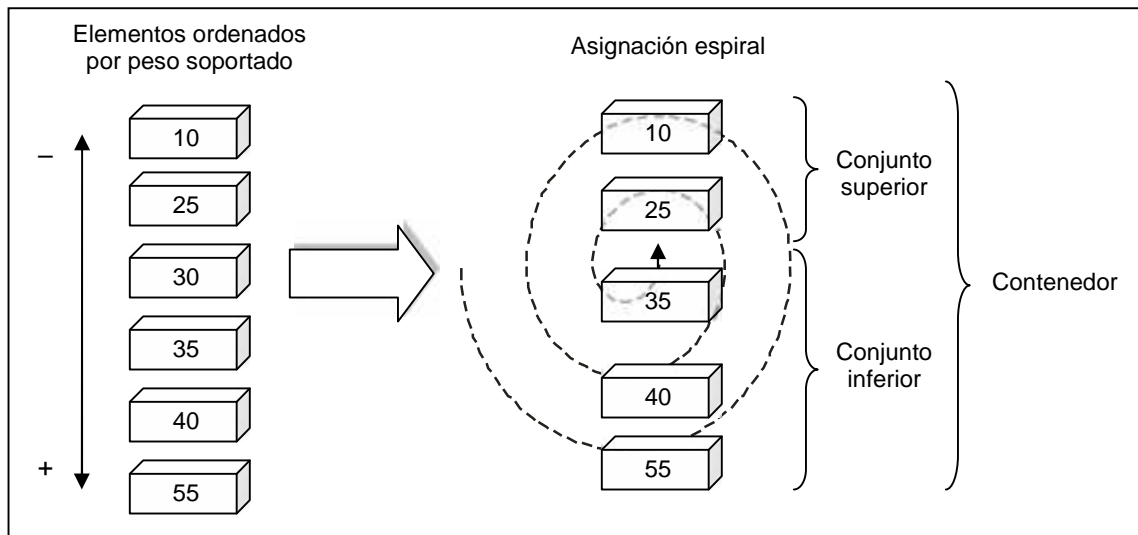 Elementos ordenados
por peso soportado
–
10
25
30
35
40
55
+
Asignación espiral
10
25
35
40
55
Conjunto
superior
Conjunto
inferior
Contenedor